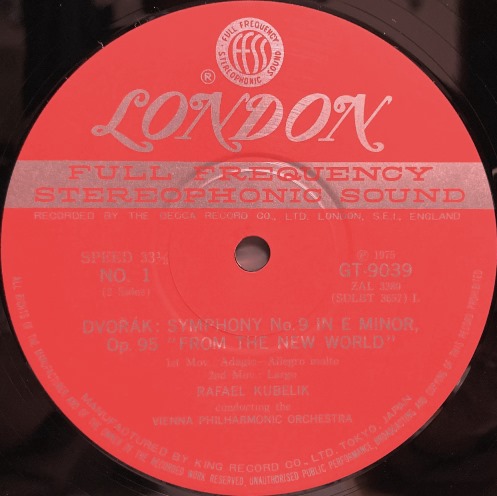 FULL FREQUENCY
ffss
STEREOPHONIC SOUND
®
LONDON
FULL FREQUENCY
STEREOPHONIC SOUND
RECORDED BY THE DECCA RECORD CO., LTD. LONDON, S.E.1, ENGLAND
SPEED 33⅓
NO. 1
(2 Sides)
Ⓟ 1975
GT-9039
ZAL 3380
(SOLDT 3657) L
DVOŘÁK: SYMPHONY No. 9 IN E MINOR,
Op. 95 "FROM THE NEW WORLD"
1st Mov.: Adagio—Allegro molto
2nd Mov.: Largo
RAFAEL KUBELIK
conducting the
VIENNA PHILHARMONIC ORCHESTRA
MANUFACTURED BY KING RECORD CO., LTD. TOKYO, JAPAN
ALL RIGHTS OF THE MANUFACTURER AND OF THE OWNER OF THE RECORDED WORK RESERVED. UNAUTHORISED PUBLIC PERFORMANCE, BROADCASTING AND COPYING OF THIS RECORD PROHIBITED